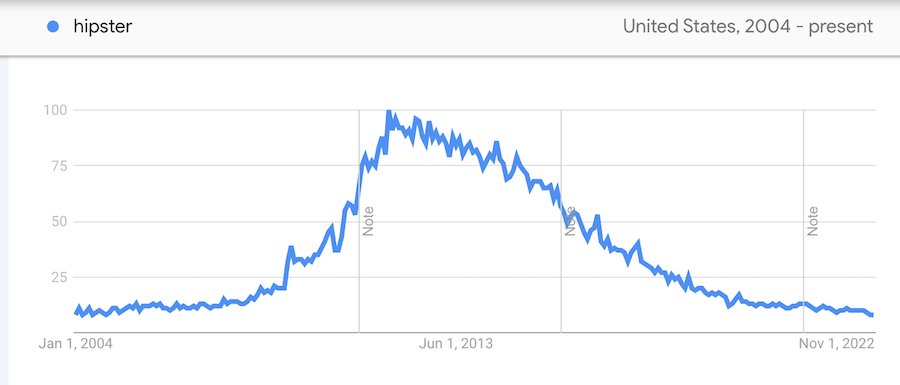 hipster
United States, 2004 - present
100
75
50
25
Note
Note
Note
Jan 1, 2004
Jun 1, 2013
Nov 1, 2022